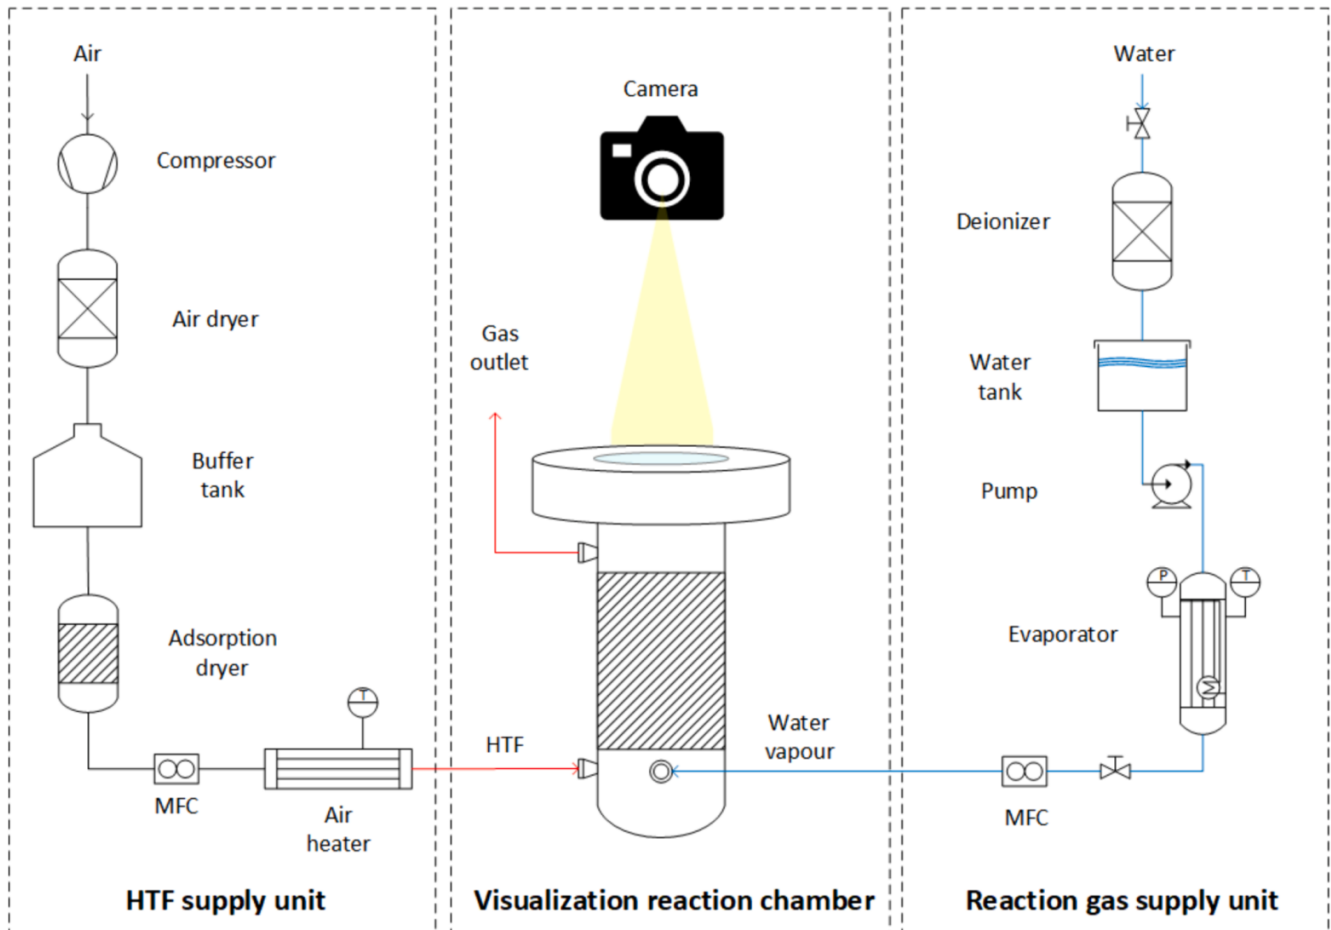 Air
Compressor
Air dryer
Buffer
tank
Adsorption
dryer
T
MFC
Air
heater
HTF supply unit
Camera
Gas
outlet
HTF
Water
vapour
Visualization reaction chamber
Water
Deionizer
Water
tank
Pump
P
T
Evaporator
M
MFC
Reaction gas supply unit